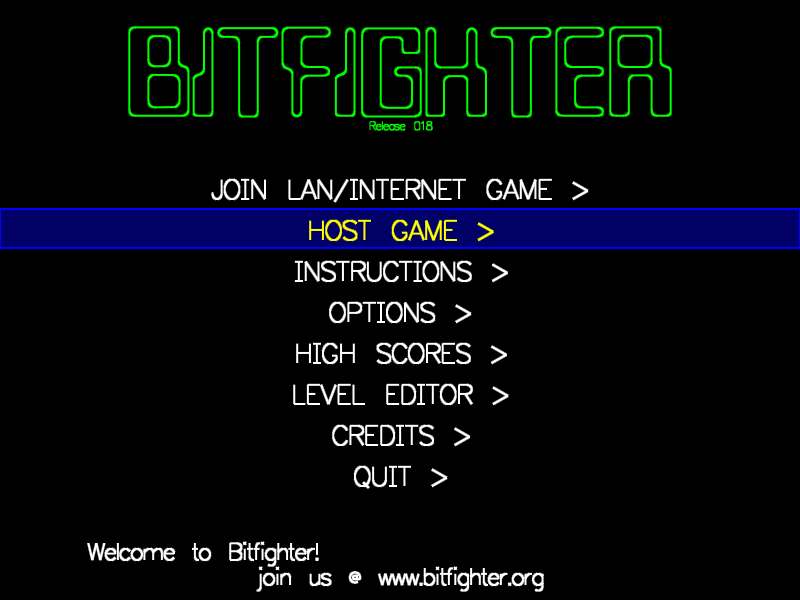 BITFIGHTER
Release 018
JOIN LAN/INTERNET GAME >
HOST GAME >
INSTRUCTIONS >
OPTIONS >
HIGH SCORES >
LEVEL EDITOR >
CREDITS >
QUIT >
Welcome to Bitfighter!
join us @ www.bitfighter.org